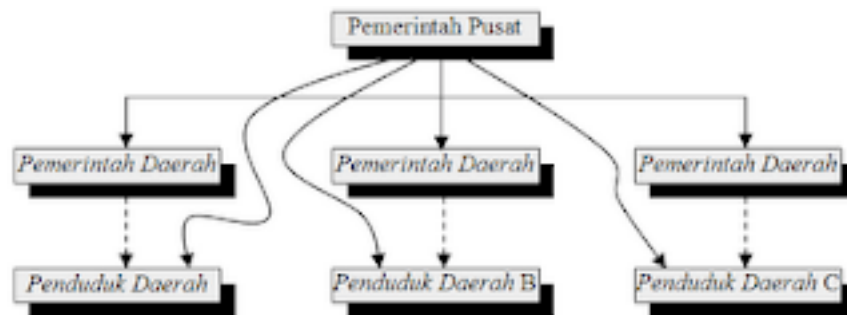 Pemerintah Pusat
Pemerintah Daerah
Pemerintah Daerah
Pemerintah Daerah
Penduduk Daerah
Penduduk Daerah B
Penduduk Daerah C